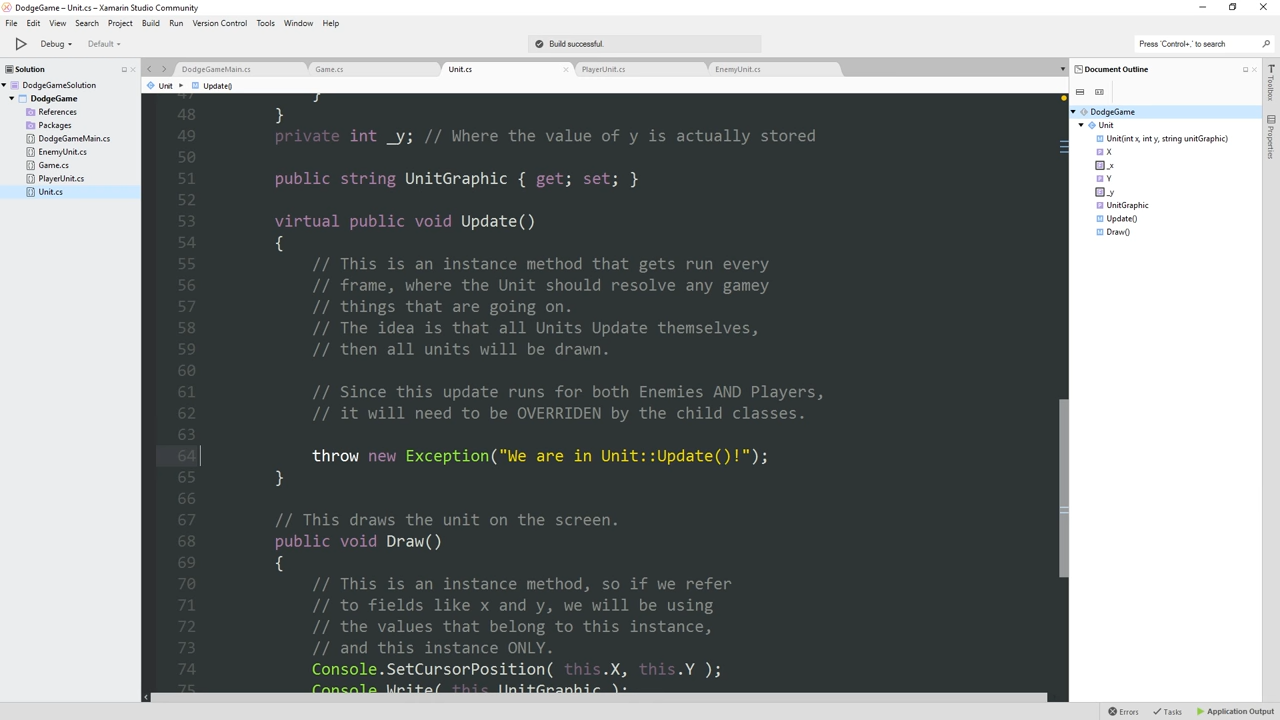 DodgeGame – Unit.cs – Xamarin Studio Community
File Edit View Search Project Build Run Version Control Tools Window Help
Debug Default Build successful. Press 'Control+,' to search
Solution
DodgeGameSolution
DodgeGame
References
Packages
DodgeGameMain.cs
EnemyUnit.cs
Game.cs
PlayerUnit.cs
Unit.cs
DodgeGameMain.cs Game.cs Unit.cs PlayerUnit.cs EnemyUnit.cs
Unit Update()
47 }
48 }
49 private int _y; // Where the value of y is actually stored
50
51 public string UnitGraphic { get; set; }
52
53 virtual public void Update()
54 {
55 // This is an instance method that gets run every
56 // frame, where the Unit should resolve any gamey
57 // things that are going on.
58 // The idea is that all Units Update themselves,
59 // then all units will be drawn.
60
61 // Since this update runs for both Enemies AND Players,
62 // it will need to be OVERRIDEN by the child classes.
63
64 throw new Exception("We are in Unit::Update()!");
65 }
66
67 // This draws the unit on the screen.
68 public void Draw()
69 {
70 // This is an instance method, so if we refer
71 // to fields like x and y, we will be using
72 // the values that belong to this instance,
73 // and this instance ONLY.
74 Console.SetCursorPosition( this.X, this.Y );
75 Console.Write( this.UnitGraphic );
Document Outline
DodgeGame
Unit
Unit(int x, int y, string unitGraphic)
X
_x
Y
_y
UnitGraphic
Update()
Draw()
Toolbox
Properties
Errors Tasks Application Output